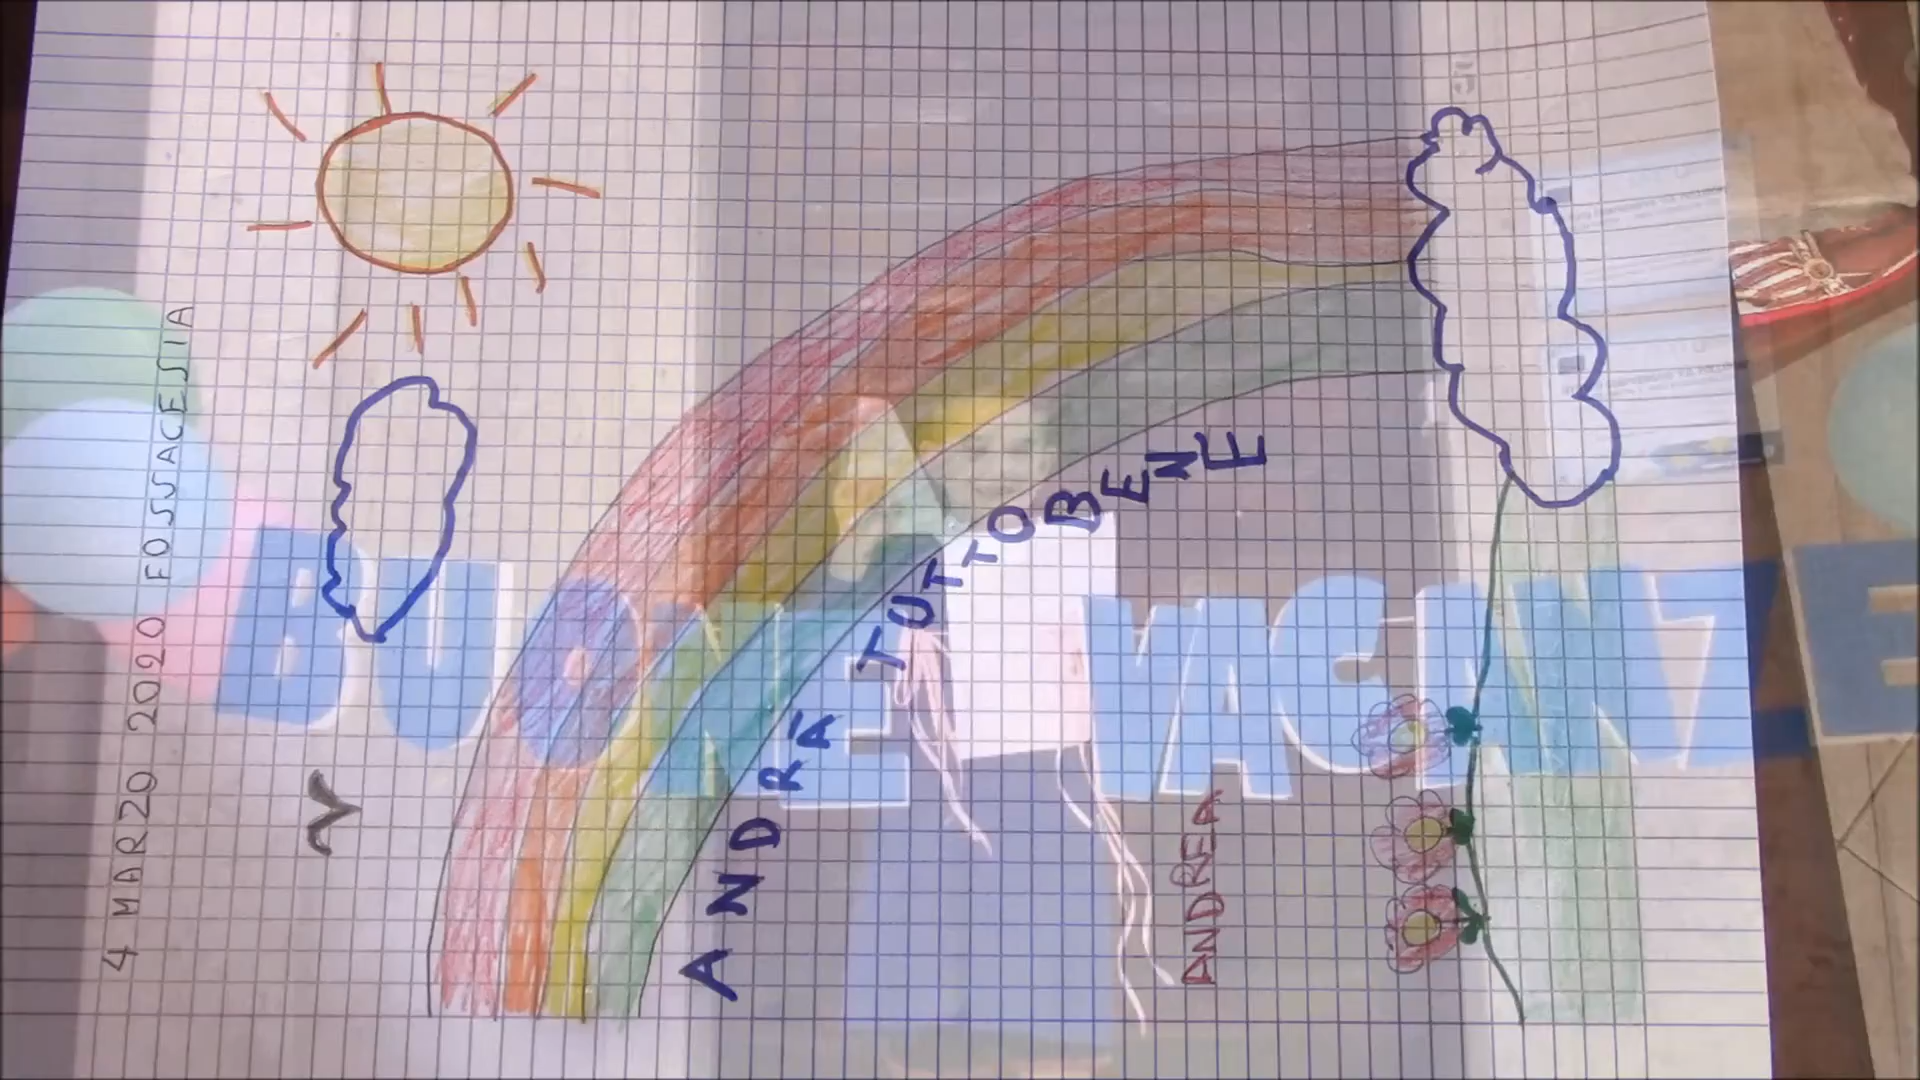 4 MARZO 2020 FOSSACESIA
ANDRÀ TUTTO BENE
ANDREA
BUONE VACANZE